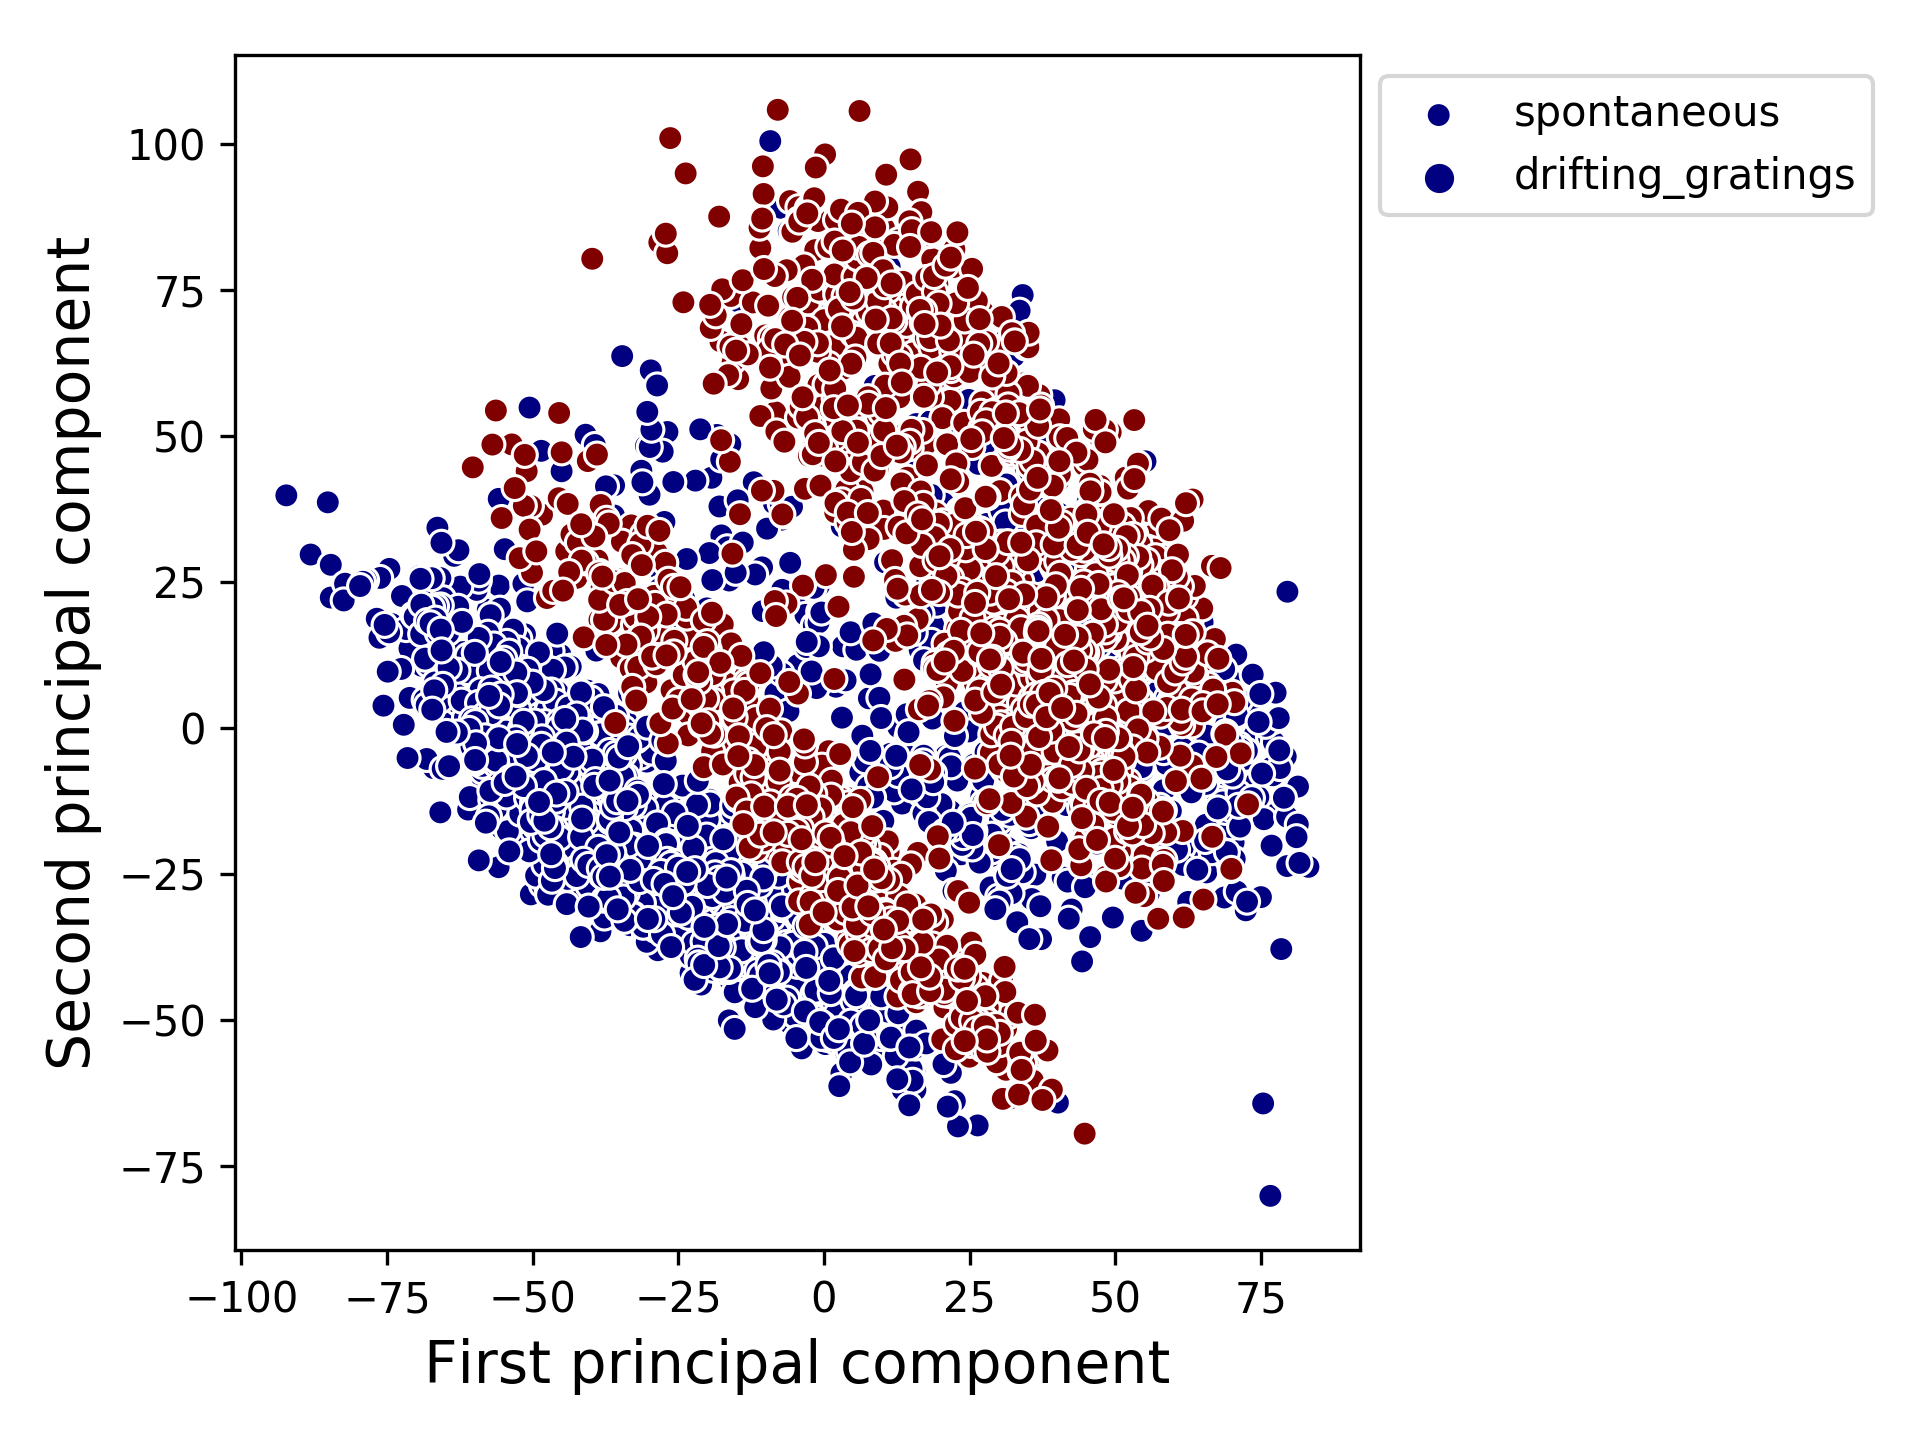 spontaneous
drifting_gratings
Second principal component
100
75
50
25
0
−25
−50
−75
−100 −75 −50 −25 0 25 50 75
First principal component